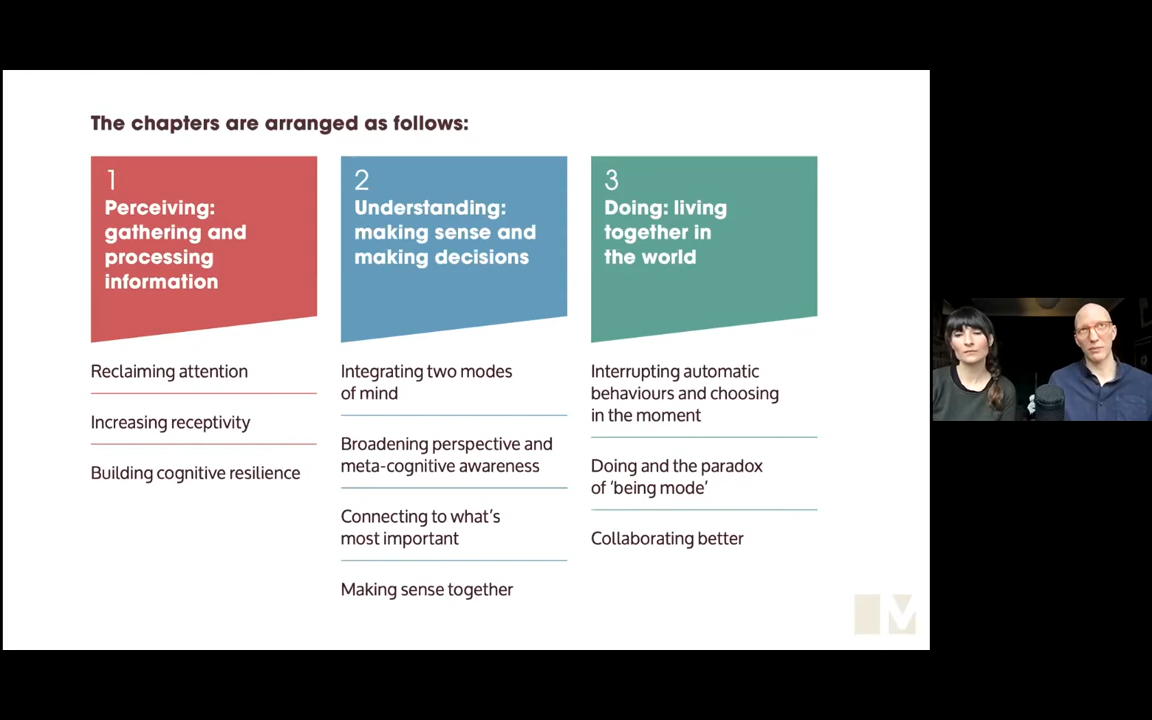 The chapters are arranged as follows:
1
Perceiving:
gathering and
processing
information
Reclaiming attention
Increasing receptivity
Building cognitive resilience
2
Understanding:
making sense and
making decisions
Integrating two modes
of mind
Broadening perspective and
meta-cognitive awareness
Connecting to what’s
most important
Making sense together
3
Doing: living
together in
the world
Interrupting automatic
behaviours and choosing
in the moment
Doing and the paradox
of ‘being mode’
Collaborating better